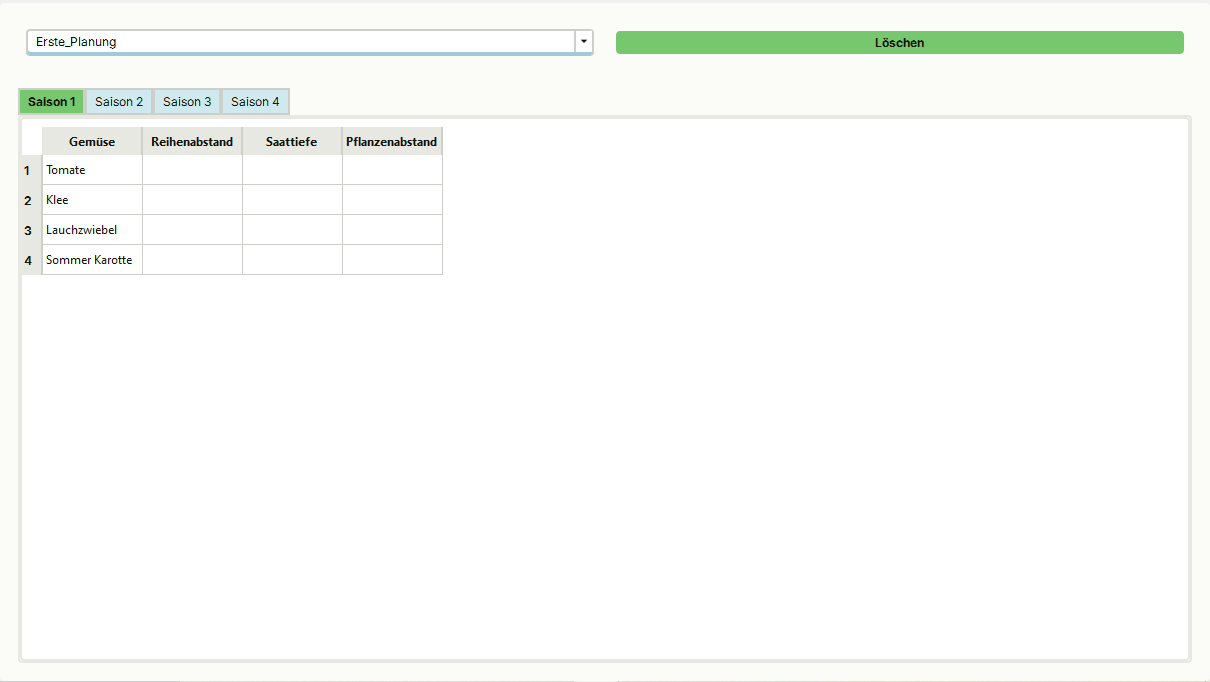 Erste_Planung
Löschen
Saison 1 Saison 2 Saison 3 Saison 4
Gemüse Reihenabstand Saattiefe Pflanzenabstand
1 Tomate
2 Klee
3 Lauchzwiebel
4 Sommer Karotte